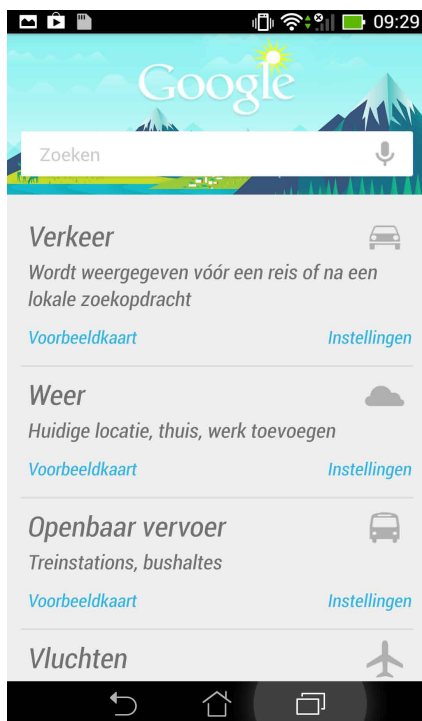 09:29
Google
Zoeken
Verkeer
Wordt weergegeven vóór een reis of na een
lokale zoekopdracht
Voorbeeldkaart Instellingen
Weer
Huidige locatie, thuis, werk toevoegen
Voorbeeldkaart Instellingen
Openbaar vervoer
Treinstations, bushaltes
Voorbeeldkaart Instellingen
Vluchten